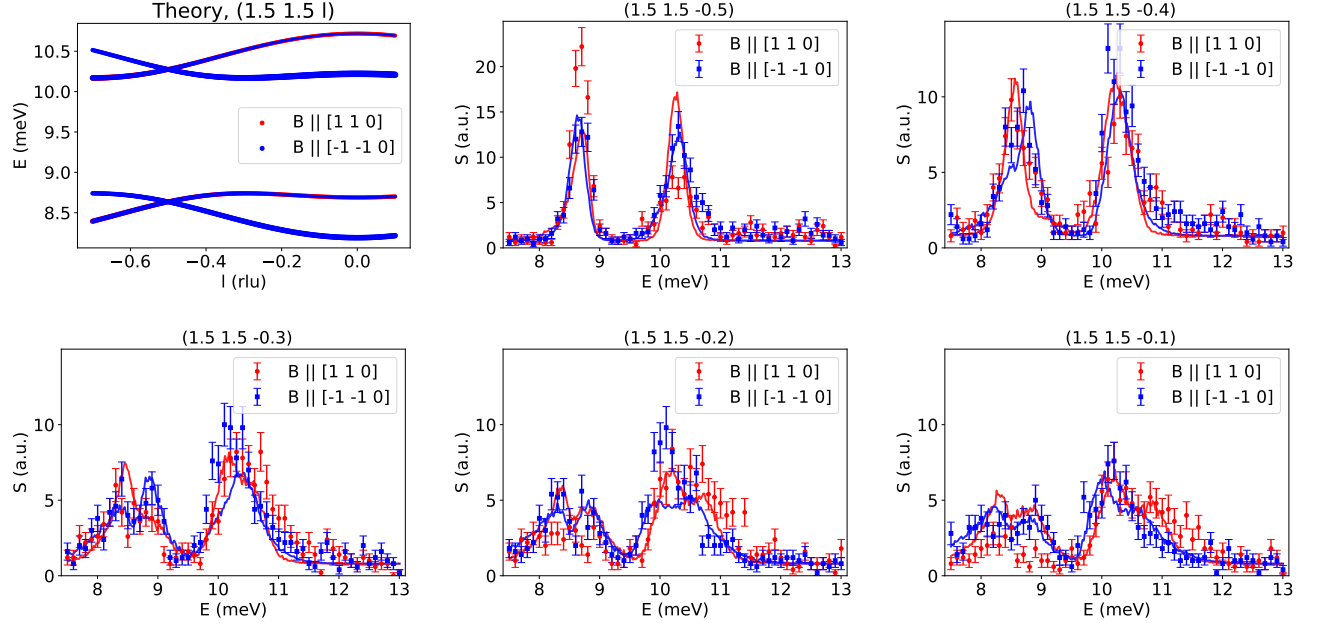 Theory, (1.5 1.5 l)
E (meV)
10.5
10.0
9.5
9.0
8.5
B || [1 1 0]
B || [-1 -1 0]
−0.6 −0.4 −0.2 0.0
l (rlu)
(1.5 1.5 -0.5)
S (a.u.)
20
15
10
5
0
B || [1 1 0]
B || [-1 -1 0]
8 9 10 11 12 13
E (meV)
(1.5 1.5 -0.4)
S (a.u.)
10
5
0
B || [1 1 0]
B || [-1 -1 0]
8 9 10 11 12 13
E (meV)
(1.5 1.5 -0.3)
S (a.u.)
10
5
0
B || [1 1 0]
B || [-1 -1 0]
8 9 10 11 12 13
E (meV)
(1.5 1.5 -0.2)
S (a.u.)
10
5
0
B || [1 1 0]
B || [-1 -1 0]
8 9 10 11 12 13
E (meV)
(1.5 1.5 -0.1)
S (a.u.)
10
5
0
B || [1 1 0]
B || [-1 -1 0]
8 9 10 11 12 13
E (meV)